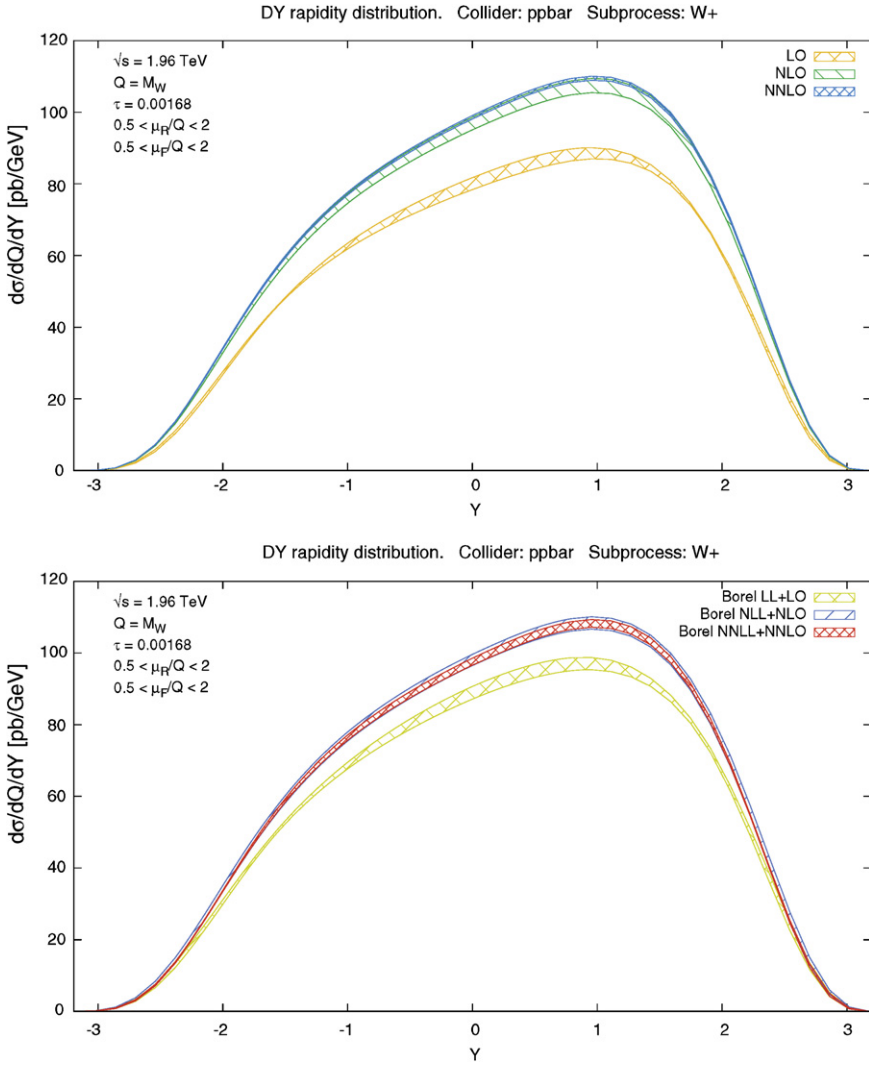 DY rapidity distribution. Collider: ppbar Subprocess: W+
120
100
80
60
40
20
0
dσ/dQ/dY [pb/GeV]
√s = 1.96 TeV
Q = M_W
τ = 0.00168
0.5 < μ_R/Q < 2
0.5 < μ_F/Q < 2
LO
NLO
NNLO
-3 -2 -1 0 1 2 3
Y
DY rapidity distribution. Collider: ppbar Subprocess: W+
120
100
80
60
40
20
0
dσ/dQ/dY [pb/GeV]
√s = 1.96 TeV
Q = M_W
τ = 0.00168
0.5 < μ_R/Q < 2
0.5 < μ_F/Q < 2
Borel LL+LO
Borel NLL+NLO
Borel NNLL+NNLO
-3 -2 -1 0 1 2 3
Y